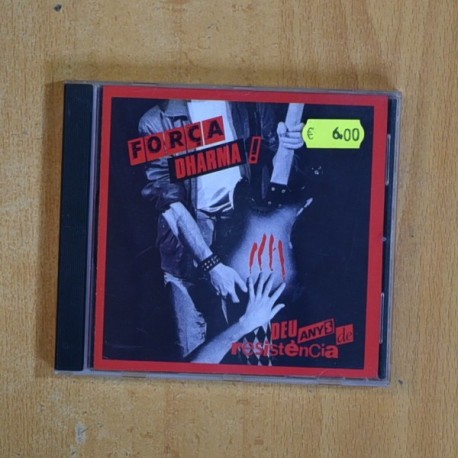 FORÇA
DHARMA!
€ 6.00
DEU ANYS de
resistència